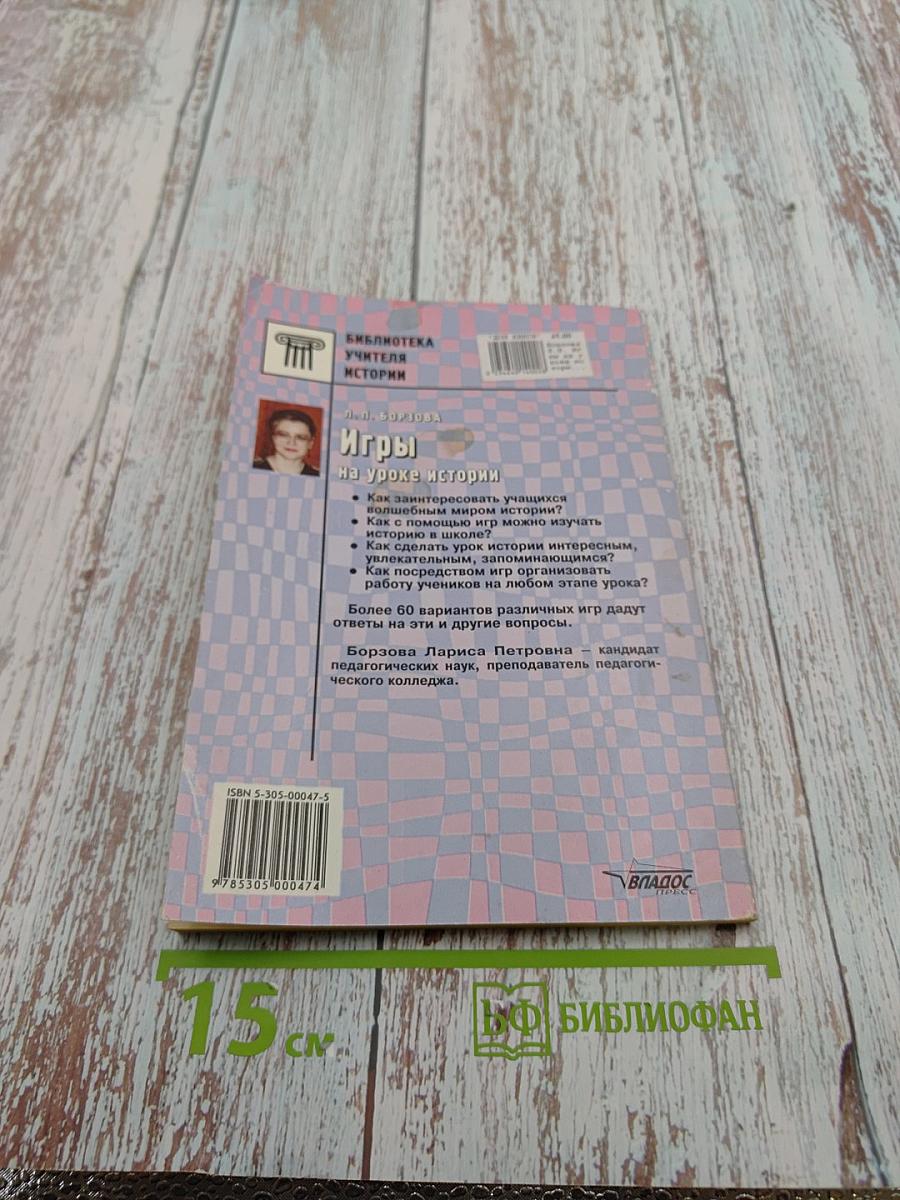 БИБЛИОТЕКА
УЧИТЕЛЯ
ИСТОРИИ
Л. П. БОРЗОВА
Игры
на уроке истории
• Как заинтересовать учащихся
волшебным миром истории?
• Как с помощью игр можно изучать
историю в школе?
• Как сделать урок истории интересным,
увлекательным, запоминающимся?
• Как посредством игр организовать
работу учеников на любом этапе урока?
Более 60 вариантов различных игр дадут
ответы на эти и другие вопросы.
Борзова Лариса Петровна – кандидат
педагогических наук, преподаватель педагоги-
ческого колледжа.
ISBN 5-305-00047-5
9 785305 000474
ВЛАДОС
ПРЕСС
15 см
БФ БИБЛИОФАН